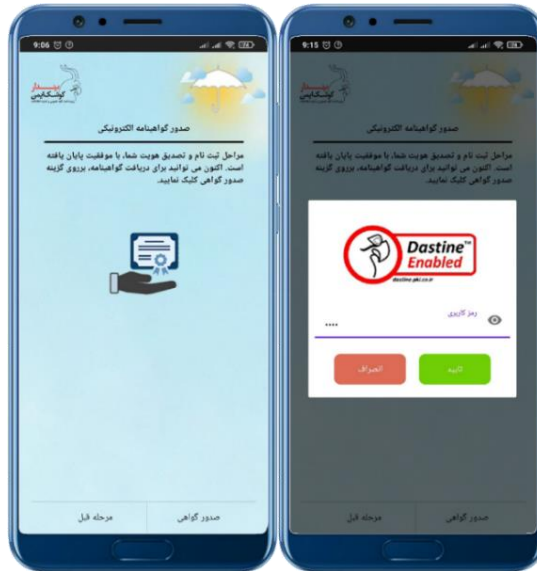 9:06
74
کوشکاپس
صدور گواهینامه الکترونیکی
مراحل ثبت نام و تصدیق هویت شما، با موفقیت پایان یافته
است. اکنون می توانید برای دریافت گواهینامه، برروی گزینه
صدور گواهی کلیک نمایید.
صدور گواهی
مرحله قبل
9:15
صدور گواهینامه الکترونیکی
مراحل ثبت نام و تصدیق هویت شما، با موفقیت پایان یافته
است. اکنون می توانید برای دریافت گواهینامه، برروی گزینه
صدور گواهی کلیک نمایید.
Dastine™
Enabled
dastine.pki.co.ir
رمز کاربری
....
تایید
انصراف
صدور گواهی
مرحله قبل